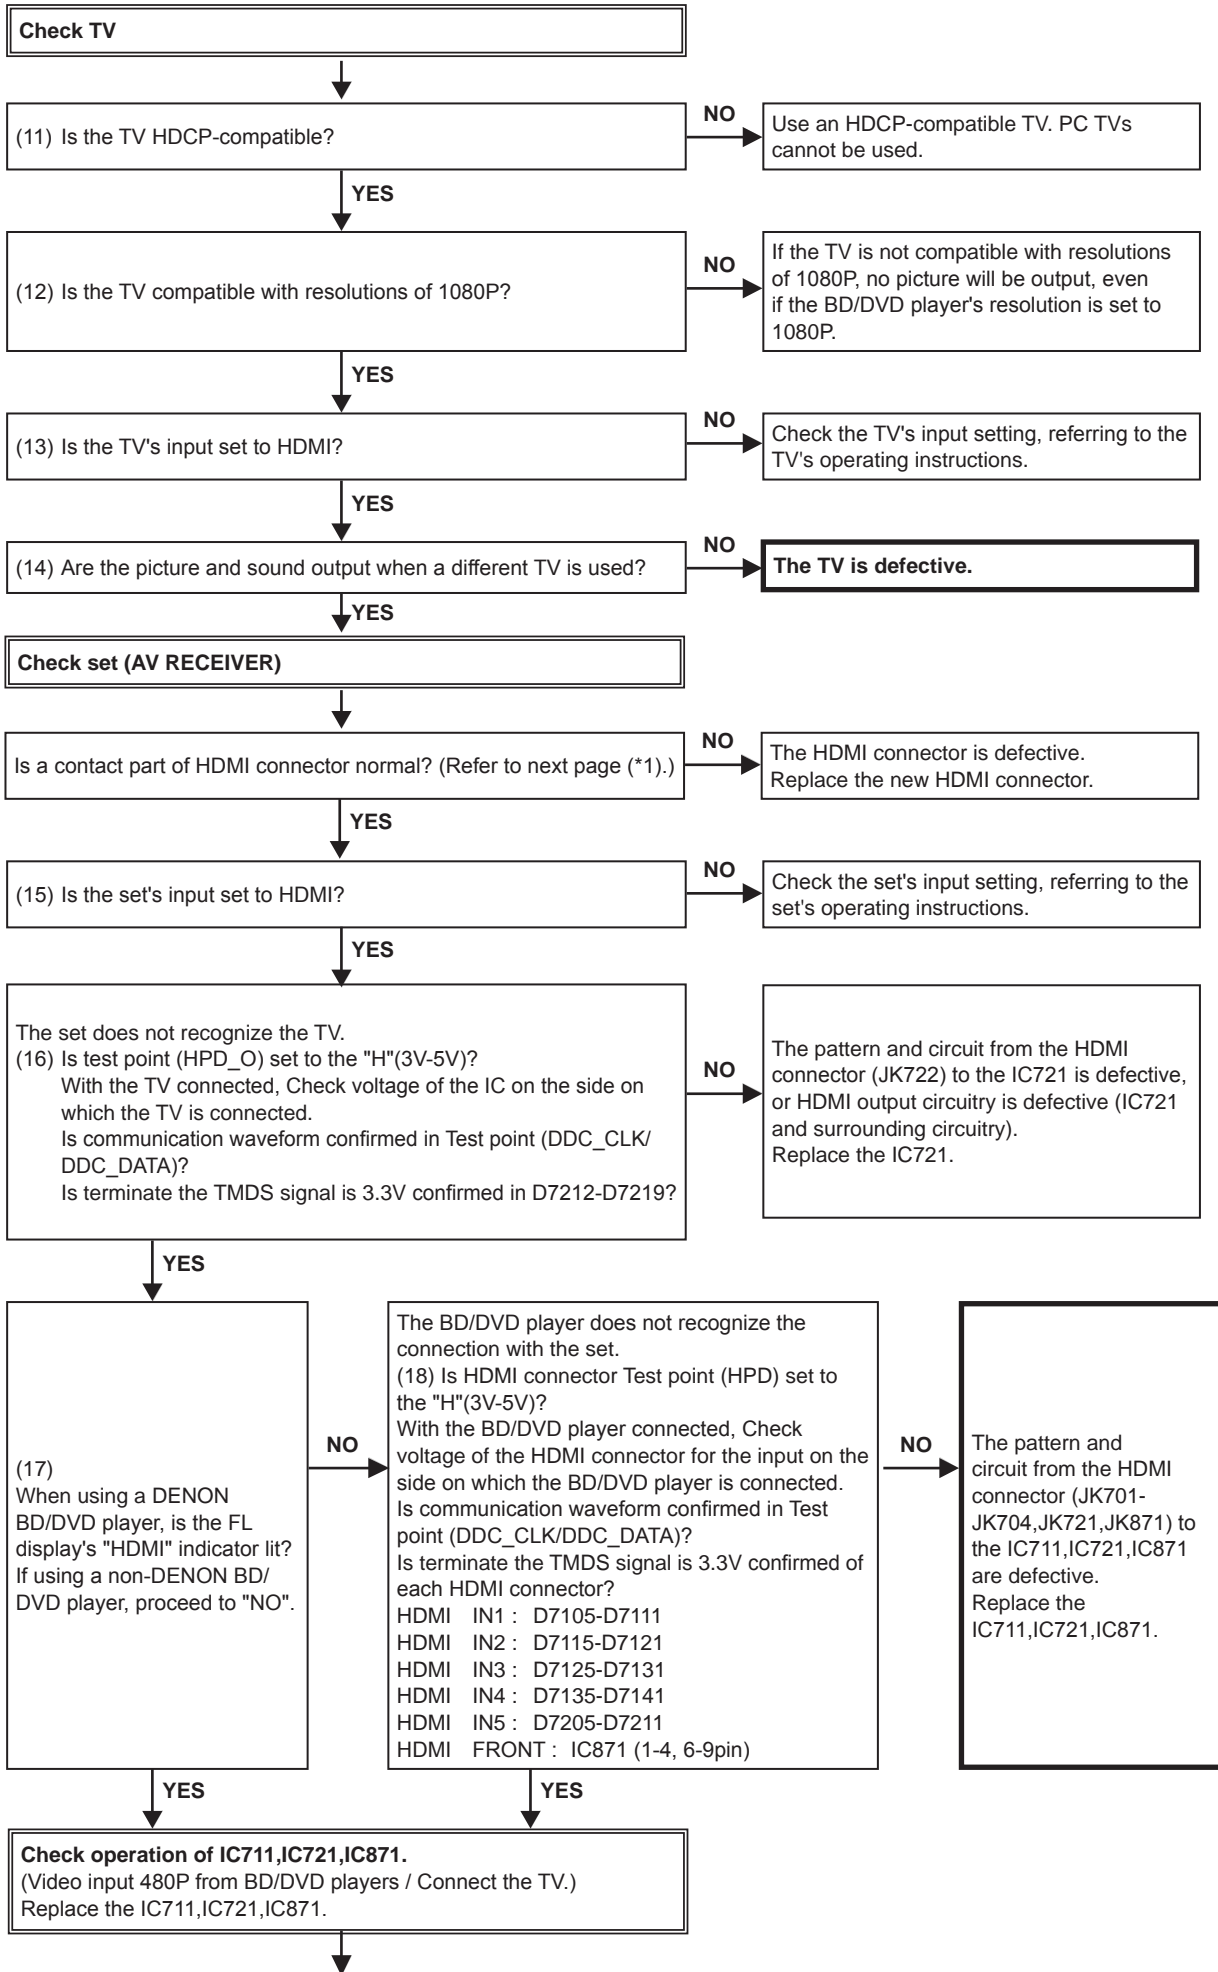 Check TV
(11) Is the TV HDCP-compatible?
NO
Use an HDCP-compatible TV. PC TVs
cannot be used.
YES
(12) Is the TV compatible with resolutions of 1080P?
NO
If the TV is not compatible with resolutions
of 1080P, no picture will be output, even
if the BD/DVD player's resolution is set to
1080P.
YES
(13) Is the TV's input set to HDMI?
NO
Check the TV's input setting, referring to the
TV's operating instructions.
YES
(14) Are the picture and sound output when a different TV is used?
NO
The TV is defective.
YES
Check set (AV RECEIVER)
Is a contact part of HDMI connector normal? (Refer to next page (*1).)
NO
The HDMI connector is defective.
Replace the new HDMI connector.
YES
(15) Is the set's input set to HDMI?
NO
Check the set's input setting, referring to the
set's operating instructions.
YES
The set does not recognize the TV.
(16) Is test point (HPD_O) set to the "H"(3V-5V)?
With the TV connected, Check voltage of the IC on the side on
which the TV is connected.
Is communication waveform confirmed in Test point (DDC_CLK/
DDC_DATA)?
Is terminate the TMDS signal is 3.3V confirmed in D7212-D7219?
NO
The pattern and circuit from the HDMI
connector (JK722) to the IC721 is defective,
or HDMI output circuitry is defective (IC721
and surrounding circuitry).
Replace the IC721.
YES
(17)
When using a DENON
BD/DVD player, is the FL
display's "HDMI" indicator lit?
If using a non-DENON BD/
DVD player, proceed to "NO".
NO
The BD/DVD player does not recognize the
connection with the set.
(18) Is HDMI connector Test point (HPD) set to
the "H"(3V-5V)?
With the BD/DVD player connected, Check
voltage of the HDMI connector for the input on the
side on which the BD/DVD player is connected.
Is communication waveform confirmed in Test
point (DDC_CLK/DDC_DATA)?
Is terminate the TMDS signal is 3.3V confirmed of
each HDMI connector?
HDMI IN1 : D7105-D7111
HDMI IN2 : D7115-D7121
HDMI IN3 : D7125-D7131
HDMI IN4 : D7135-D7141
HDMI IN5 : D7205-D7211
HDMI FRONT : IC871 (1-4, 6-9pin)
NO
The pattern and
circuit from the HDMI
connector (JK701-
JK704,JK721,JK871) to
the IC711,IC721,IC871
are defective.
Replace the
IC711,IC721,IC871.
YES
YES
Check operation of IC711,IC721,IC871.
(Video input 480P from BD/DVD players / Connect the TV.)
Replace the IC711,IC721,IC871.